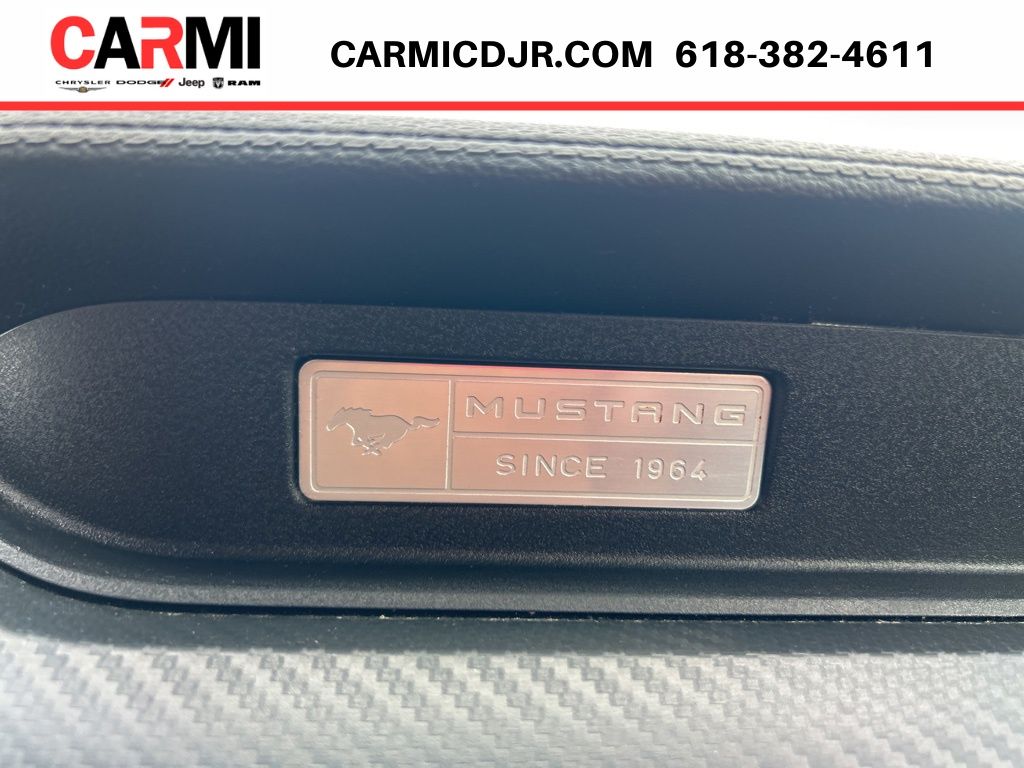 CARMI
CHRYSLER DODGE Jeep RAM
CARMICDJR.COM 618-382-4611
MUSTANG
SINCE 1964